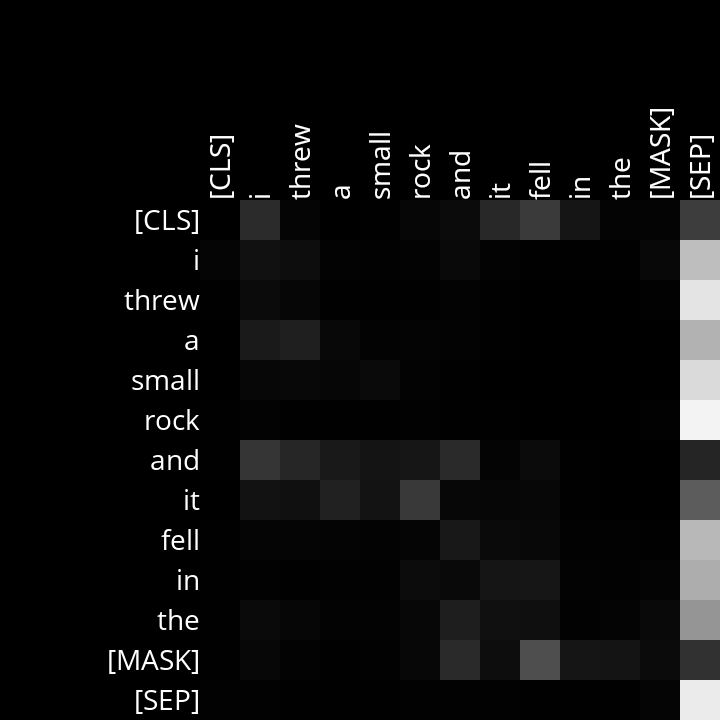 [CLS] i threw a small rock and it fell in the [MASK] [SEP]
[CLS]
i
threw
a
small
rock
and
it
fell
in
the
[MASK]
[SEP]